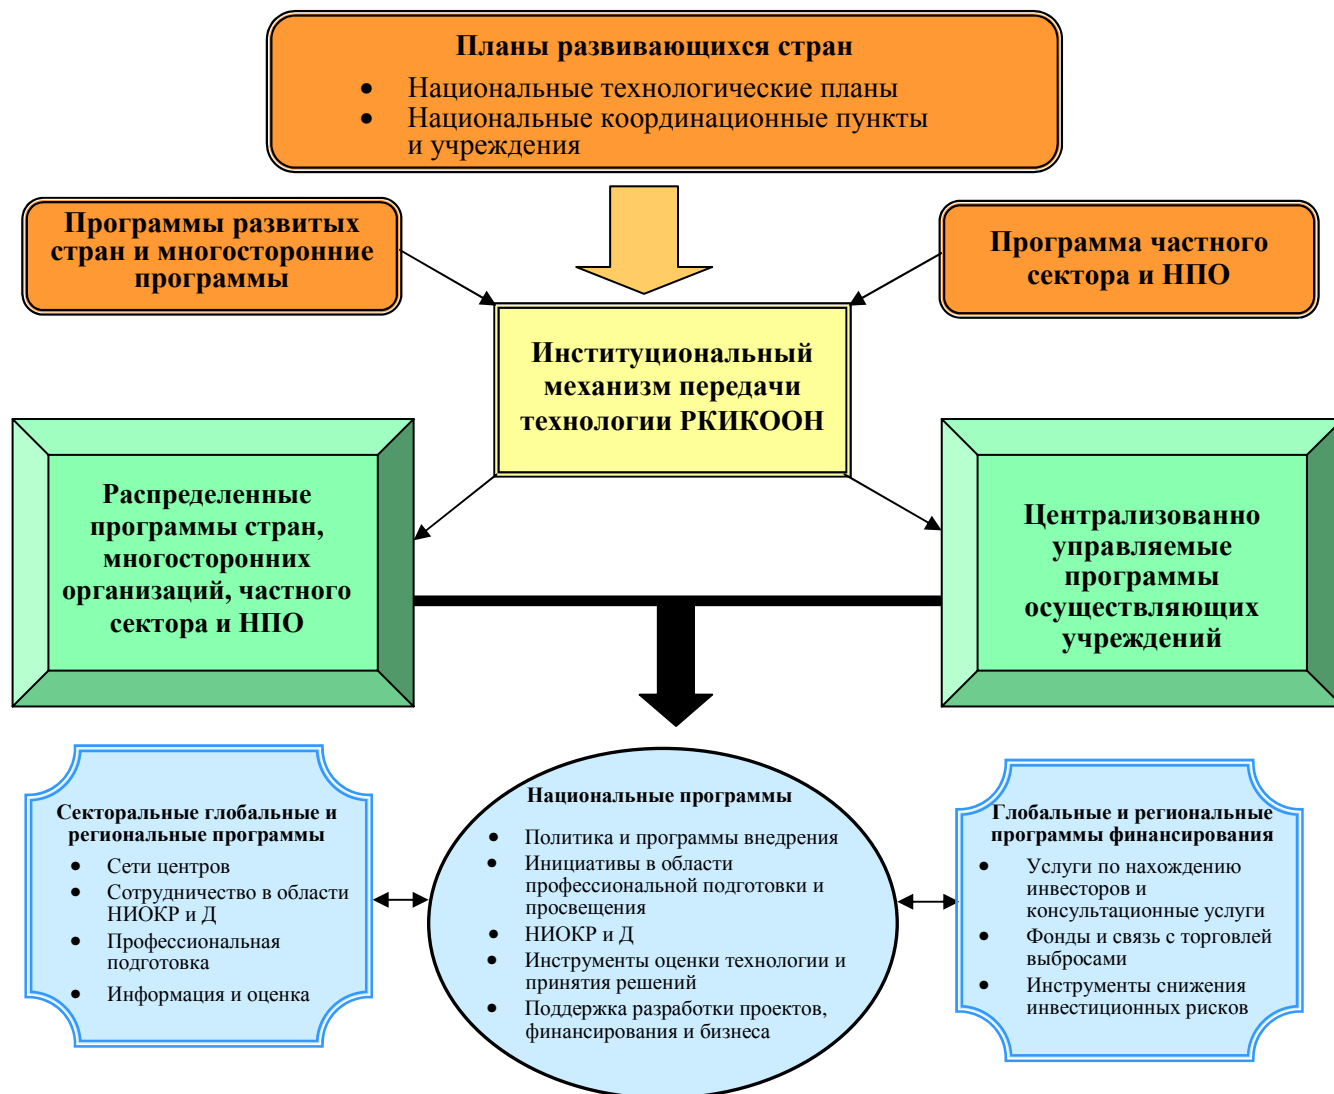 Планы развивающихся стран
• Национальные технологические планы
• Национальные координационные пункты
и учреждения
Программы развитых
стран и многосторонние
программы
Программа частного
сектора и НПО
Институциональный
механизм передачи
технологии РКИКООН
Распределенные
программы стран,
многосторонних
организаций, частного
сектора и НПО
Централизованно
управляемые
программы
осуществляющих
учреждений
Секторальные глобальные и
региональные программы
• Сети центров
• Сотрудничество в области
НИОКР и Д
• Профессиональная
подготовка
• Информация и оценка
Национальные программы
• Политика и программы внедрения
• Инициативы в области
профессиональной подготовки и
просвещения
• НИОКР и Д
• Инструменты оценки технологии и
принятия решений
• Поддержка разработки проектов,
финансирования и бизнеса
Глобальные и региональные
программы финансирования
• Услуги по нахождению
инвесторов и
консультационные услуги
• Фонды и связь с торговлей
выбросами
• Инструменты снижения
инвестиционных рисков